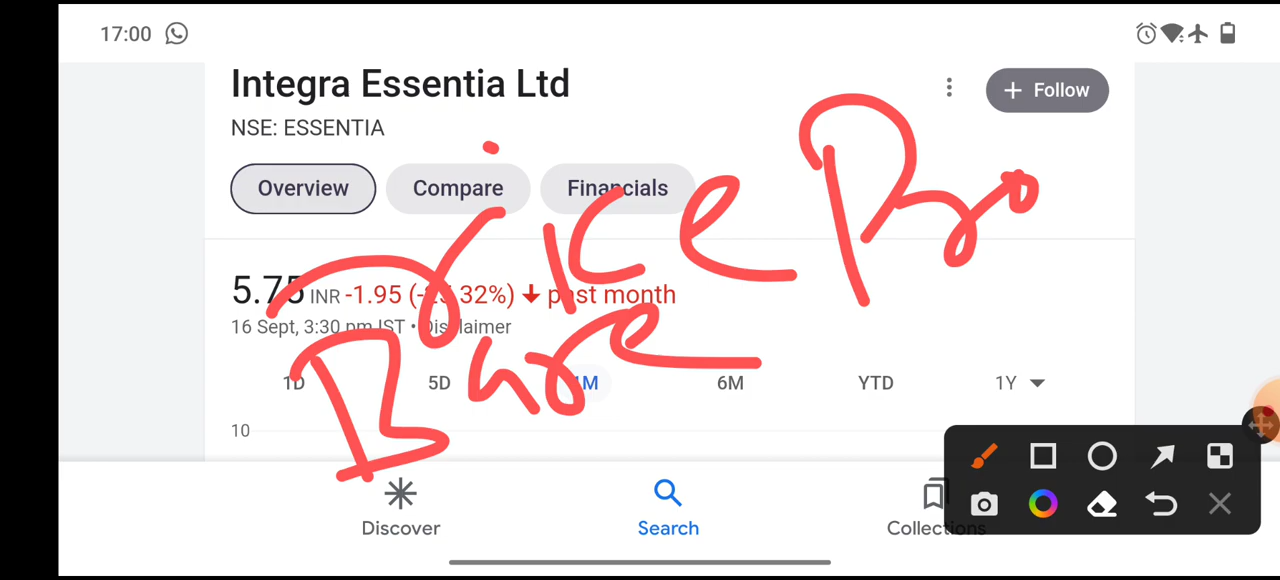 17:00
Integra Essentia Ltd
+ Follow
NSE: ESSENTIA
Overview Compare Financials
Price Pro
5.75 INR -1.95 (-25.32%) ↓ past month
16 Sept, 3:30 pm IST • Disclaimer
1D 5D 1M 6M YTD 1Y
10
Discover Search Collections